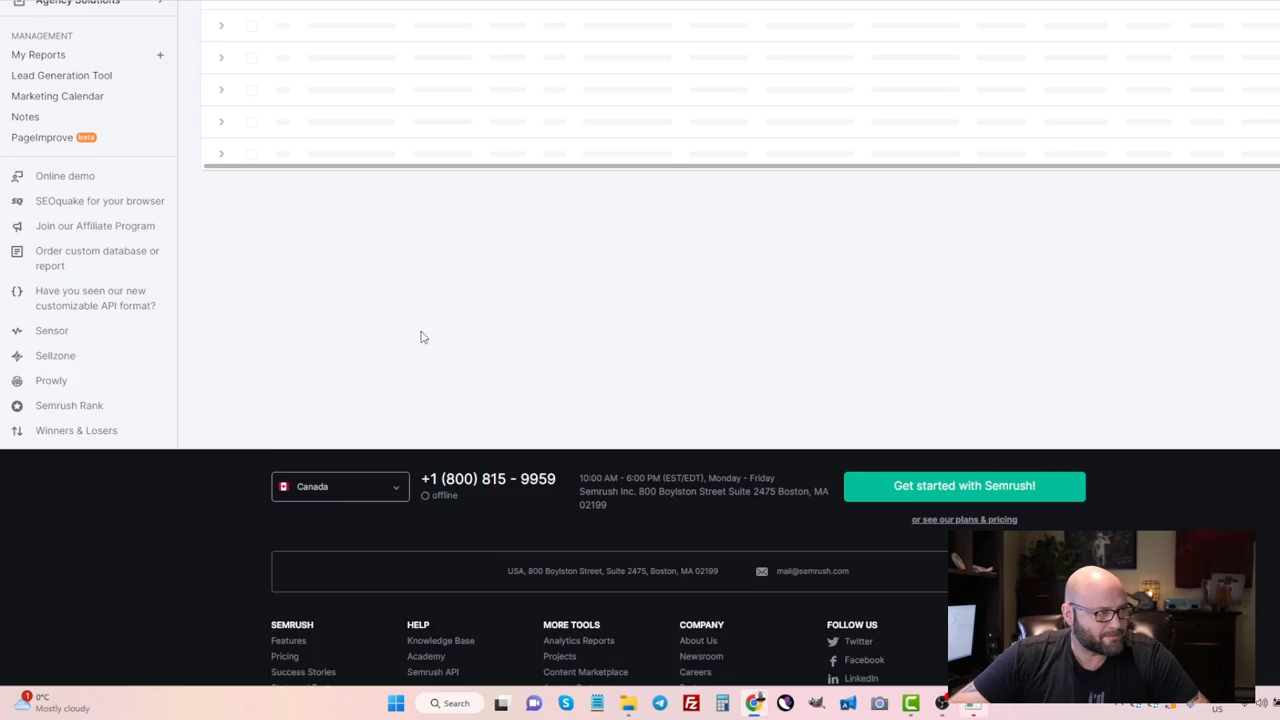 Agency Solutions
MANAGEMENT
My Reports +
Lead Generation Tool
Marketing Calendar
Notes
PageImprove beta
Online demo
SEOquake for your browser
Join our Affiliate Program
Order custom database or
report
Have you seen our new
customizable API format?
Sensor
Sellzone
Prowly
Semrush Rank
Winners & Losers
Canada
+1 (800) 815 - 9959
offline
10:00 AM - 6:00 PM (EST/EDT), Monday - Friday
Semrush Inc. 800 Boylston Street Suite 2475 Boston, MA
02199
Get started with Semrush!
or see our plans & pricing
USA, 800 Boylston Street, Suite 2475, Boston, MA 02199
mail@semrush.com
SEMRUSH
Features
Pricing
Success Stories
HELP
Knowledge Base
Academy
Semrush API
MORE TOOLS
Analytics Reports
Projects
Content Marketplace
COMPANY
About Us
Newsroom
Careers
FOLLOW US
Twitter
Facebook
LinkedIn
1
0°C
Mostly cloudy
Search
US